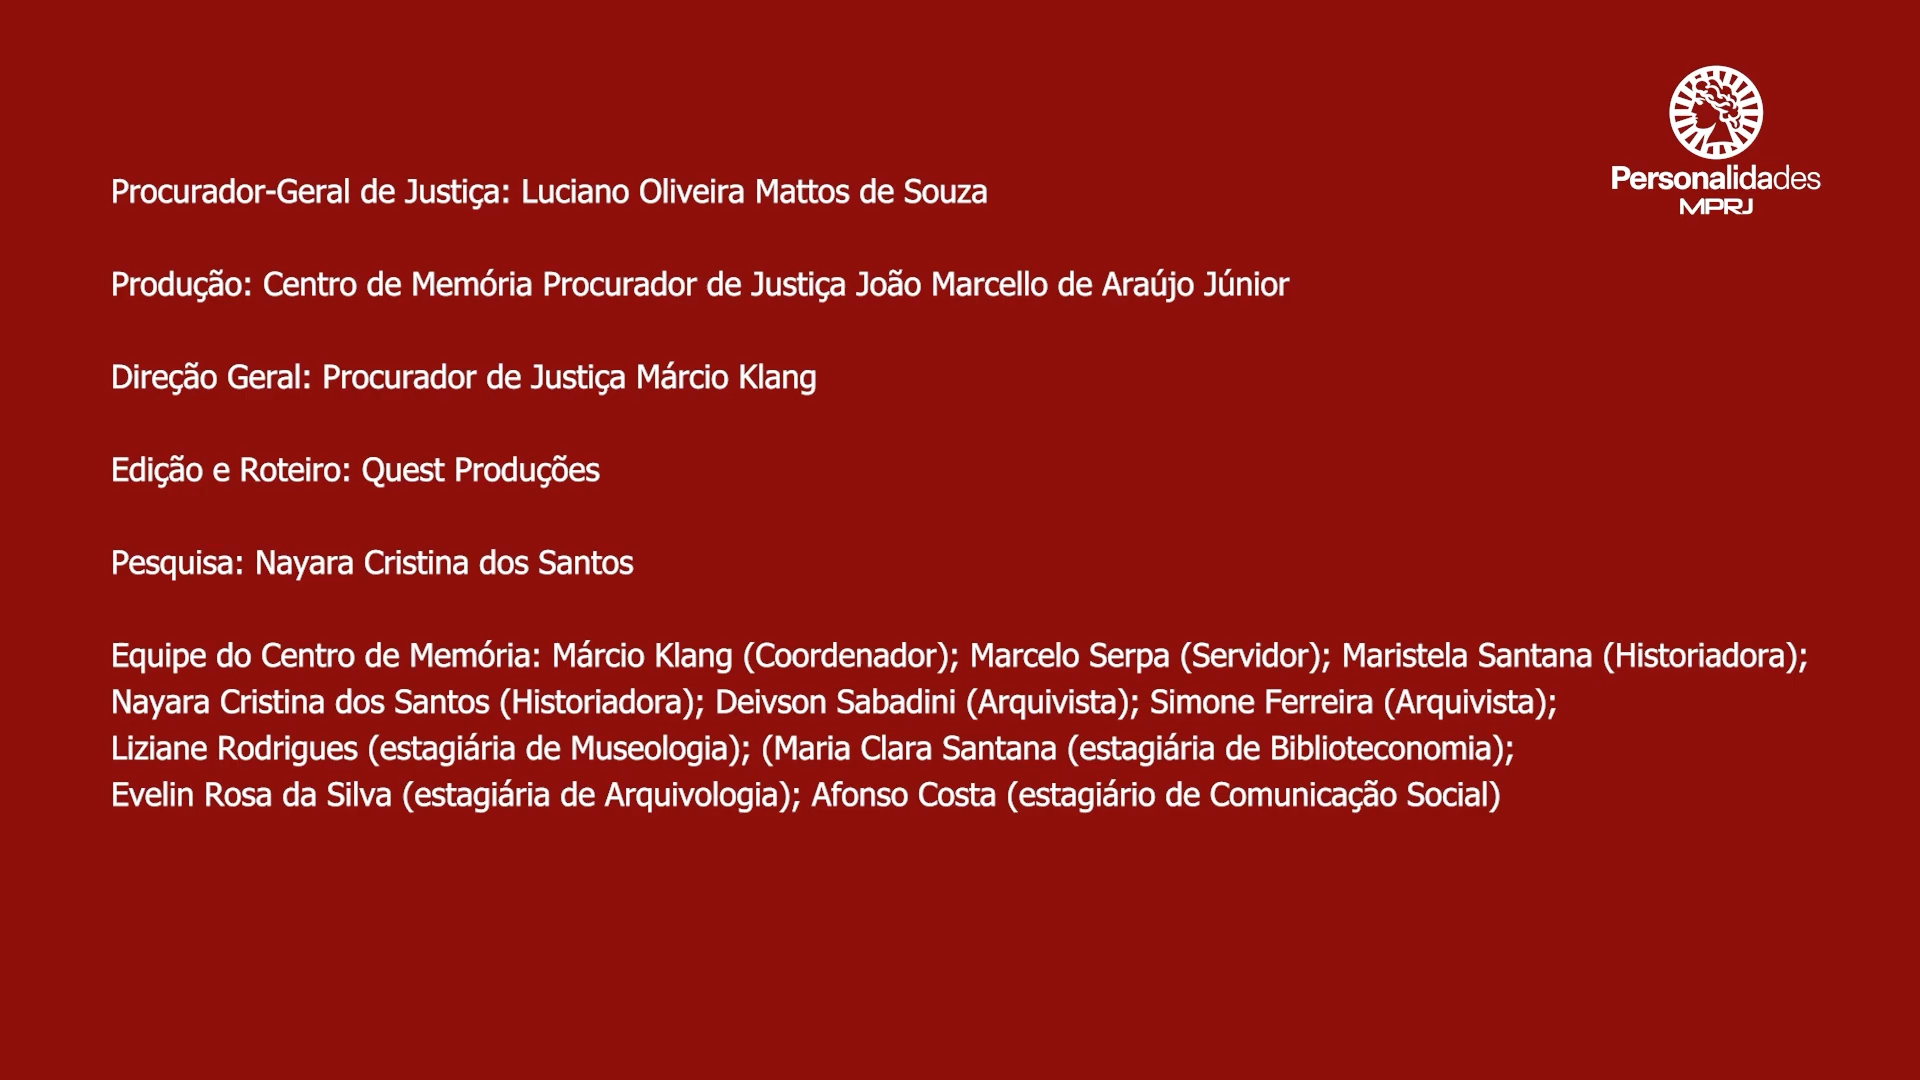 Personalidades
MPRJ
Procurador-Geral de Justiça: Luciano Oliveira Mattos de Souza
Produção: Centro de Memória Procurador de Justiça João Marcello de Araújo Júnior
Direção Geral: Procurador de Justiça Márcio Klang
Edição e Roteiro: Quest Produções
Pesquisa: Nayara Cristina dos Santos
Equipe do Centro de Memória: Márcio Klang (Coordenador); Marcelo Serpa (Servidor); Maristela Santana (Historiadora);
Nayara Cristina dos Santos (Historiadora); Deivson Sabadini (Arquivista); Simone Ferreira (Arquivista);
Liziane Rodrigues (estagiária de Museologia); (Maria Clara Santana (estagiária de Biblioteconomia);
Evelin Rosa da Silva (estagiária de Arquivologia); Afonso Costa (estagiário de Comunicação Social)